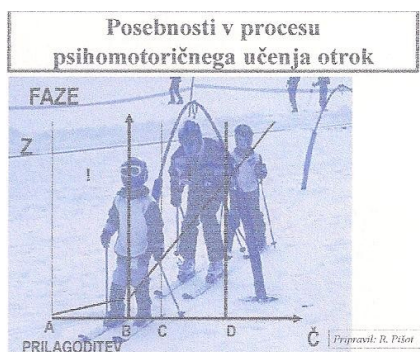 Posebnosti v procesu
psihomotoričnega učenja otrok
FAZE
Z
!
A B C D
Č
PRILAGODITEV
Pripravil: R. Pišot